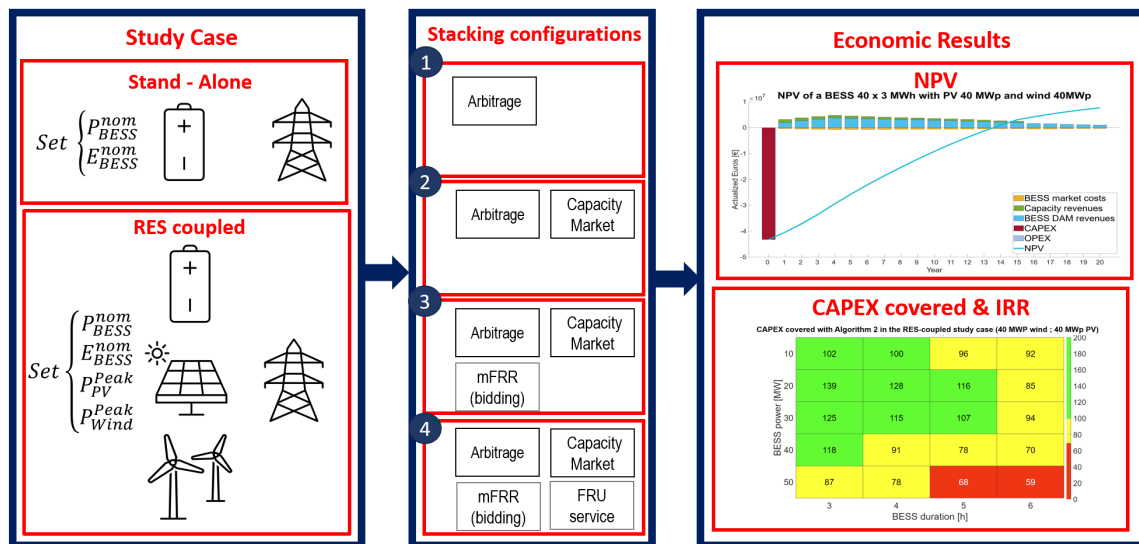 Study Case
Stand - Alone
Set
P_BESS^nom
E_BESS^nom
RES coupled
Set
P_BESS^nom
E_BESS^nom
P_PV^Peak
P_Wind^Peak
Stacking configurations
1
Arbitrage
2
Arbitrage
Capacity
Market
3
Arbitrage
Capacity
Market
mFRR
(bidding)
4
Arbitrage
Capacity
Market
mFRR
(bidding)
FRU
service
Economic Results
NPV
NPV of a BESS 40 x 3 MWh with PV 40 MWp and wind 40MWp
×10^7
Actualized Euros [€]
1
0
-1
-2
-3
-4
-5
BESS market costs
Capacity revenues
BESS DAM revenues
CAPEX
OPEX
NPV
0 1 2 3 4 5 6 7 8 9 10 11 12 13 14 15 16 17 18 19 20
Year
CAPEX covered & IRR
CAPEX covered with Algorithm 2 in the RES-coupled study case (40 MWP wind ; 40 MWp PV)
BESS power [MW]
10 102 100 96 92
20 139 128 116 85
30 125 115 107 94
40 118 91 78 70
50 87 78 68 59
3 4 5 6
BESS duration [h]
200
180
160
140
120
100
80
60
40
20
0